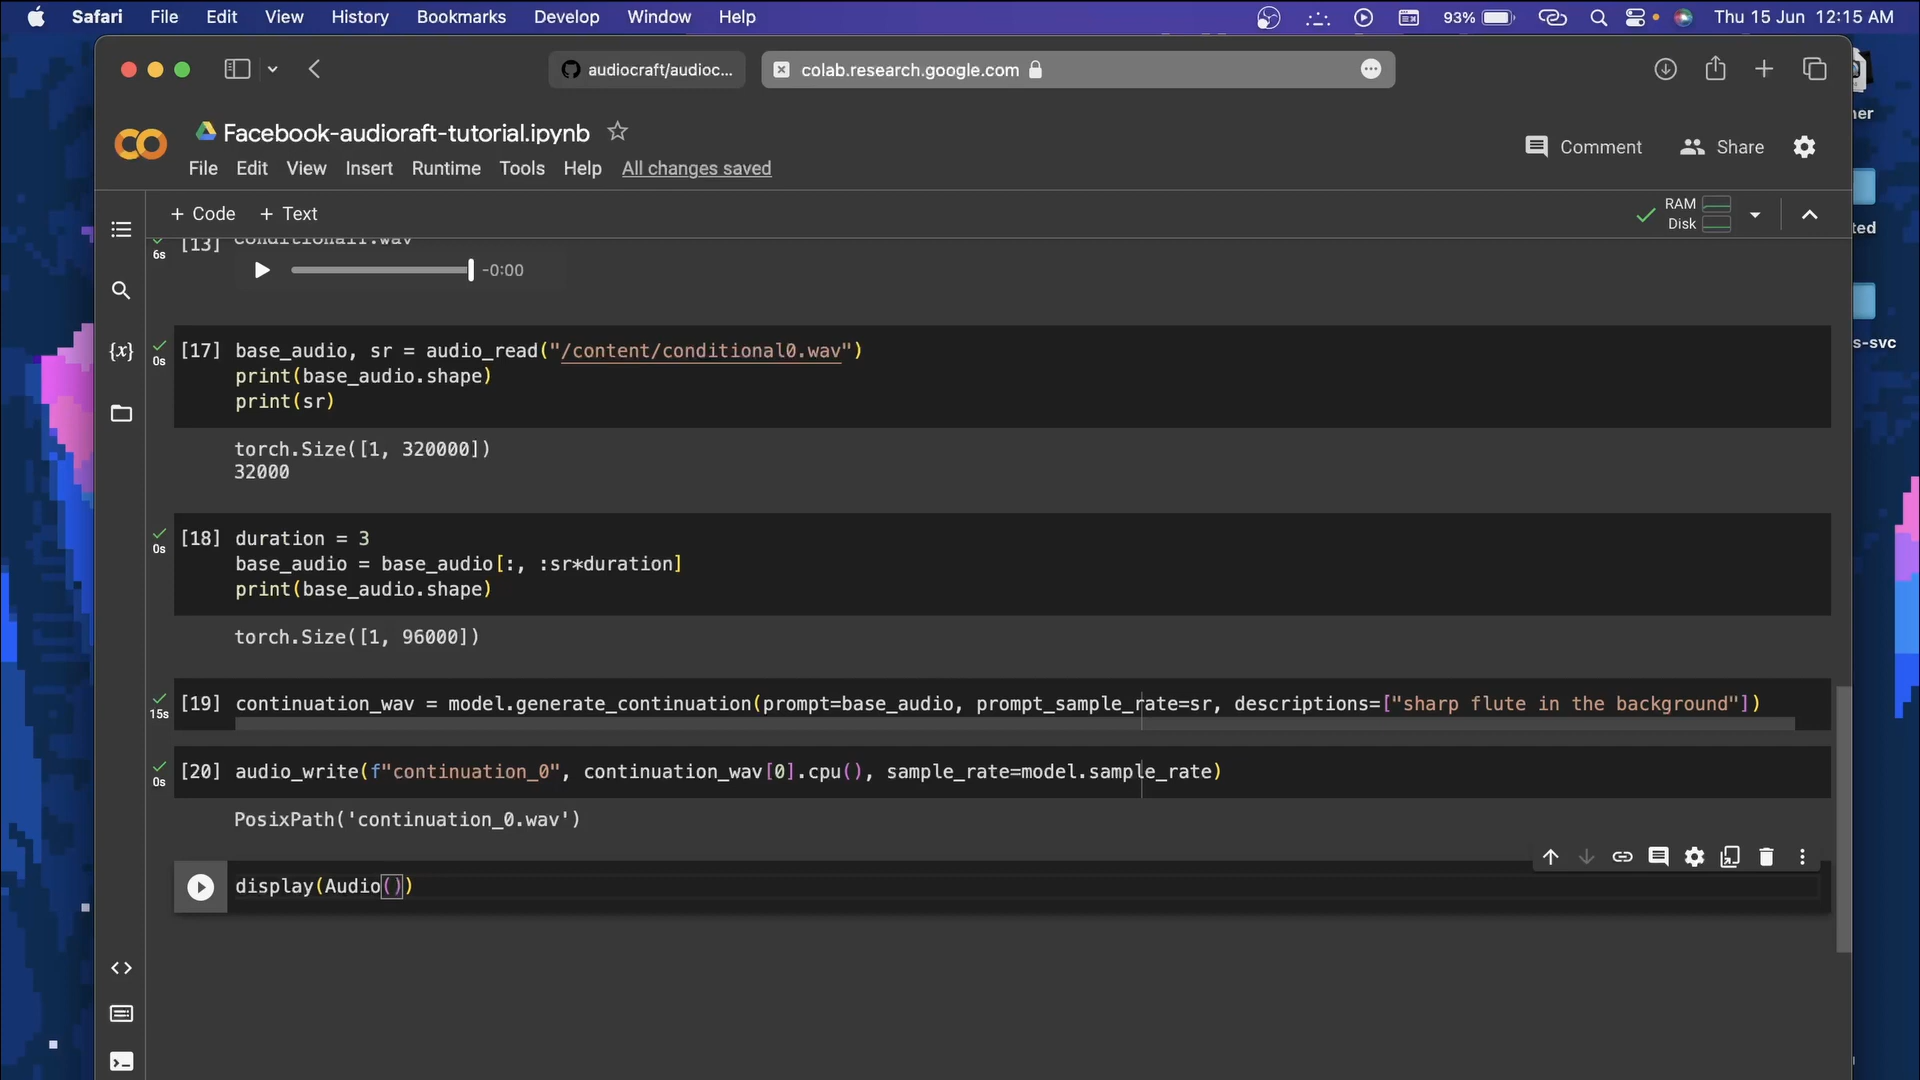 Safari File Edit View History Bookmarks Develop Window Help 93% Thu 15 Jun 12:15 AM
audiocraft/audioc... colab.research.google.com
Facebook-audioraft-tutorial.ipynb
Comment Share
File Edit View Insert Runtime Tools Help All changes saved
+ Code + Text
RAM
Disk
[13] conditional1.wav
6s
-0:00
[17] base_audio, sr = audio_read("/content/conditional0.wav")
0s
print(base_audio.shape)
print(sr)
torch.Size([1, 320000])
32000
[18] duration = 3
0s
base_audio = base_audio[:, :sr*duration]
print(base_audio.shape)
torch.Size([1, 96000])
[19] continuation_wav = model.generate_continuation(prompt=base_audio, prompt_sample_rate=sr, descriptions=["sharp flute in the background"])
15s
[20] audio_write(f"continuation_0", continuation_wav[0].cpu(), sample_rate=model.sample_rate)
0s
PosixPath('continuation_0.wav')
display(Audio())
{x}
ner
ted
s-svc